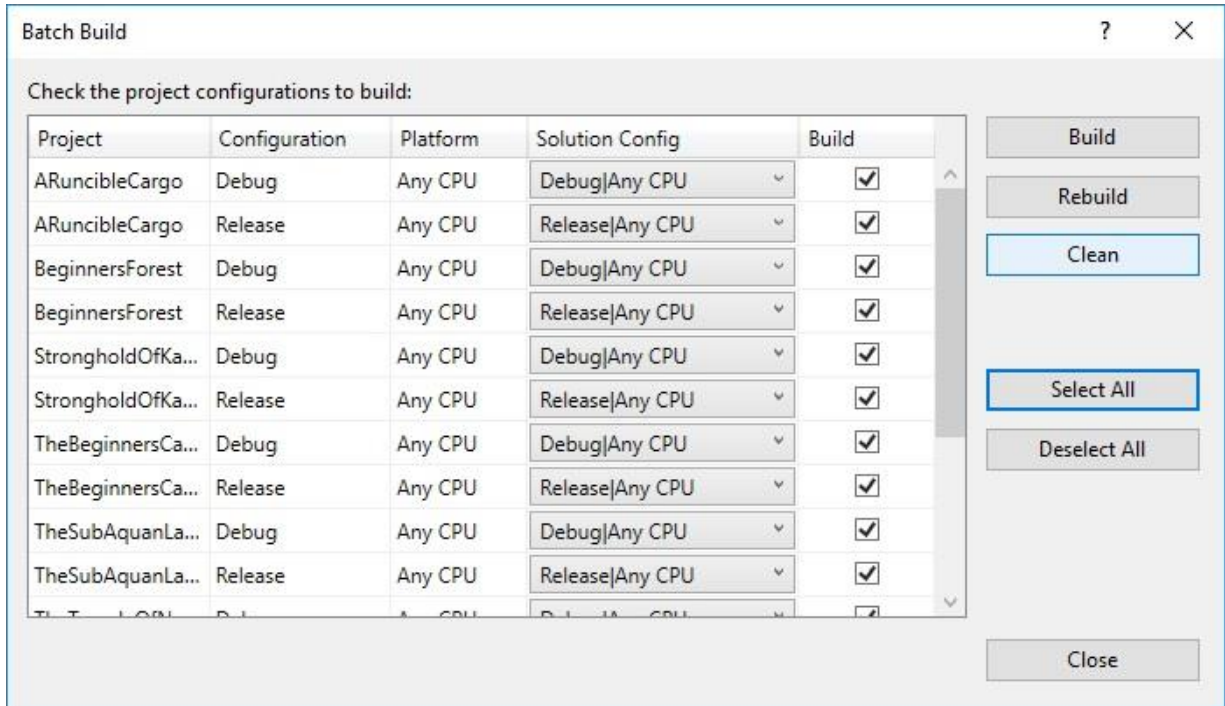 Batch Build ?
Check the project configurations to build:
Project Configuration Platform Solution Config Build
ARuncibleCargo Debug Any CPU Debug|Any CPU
ARuncibleCargo Release Any CPU Release|Any CPU
BeginnersForest Debug Any CPU Debug|Any CPU
BeginnersForest Release Any CPU Release|Any CPU
StrongholdOfKa... Debug Any CPU Debug|Any CPU
StrongholdOfKa... Release Any CPU Release|Any CPU
TheBeginnersCa... Debug Any CPU Debug|Any CPU
TheBeginnersCa... Release Any CPU Release|Any CPU
TheSubAquanLa... Debug Any CPU Debug|Any CPU
TheSubAquanLa... Release Any CPU Release|Any CPU
Build
Rebuild
Clean
Select All
Deselect All
Close